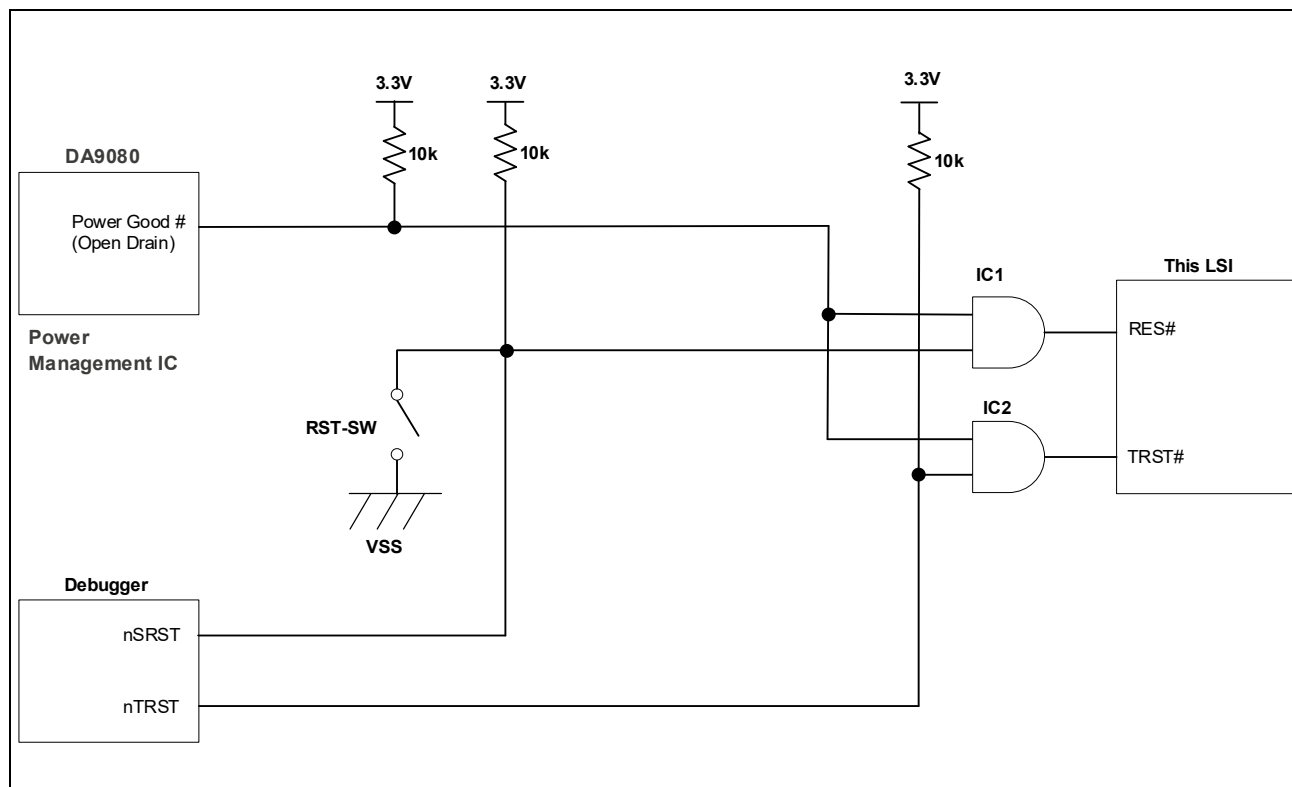 3.3V
3.3V
3.3V
10k
10k
10k
DA9080
Power Good #
(Open Drain)
Power
Management IC
IC1
This LSI
RES#
IC2
TRST#
RST-SW
VSS
Debugger
nSRST
nTRST